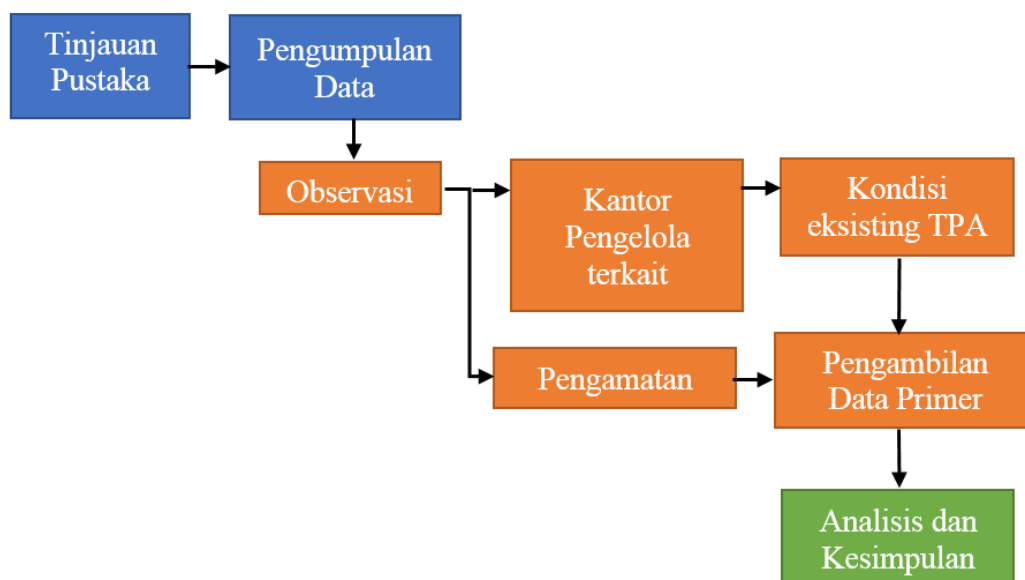 Tinjauan
Pustaka
Pengumpulan
Data
Observasi
Kantor
Pengelola
terkait
Kondisi
eksisting TPA
Pengamatan
Pengambilan
Data Primer
Analisis dan
Kesimpulan